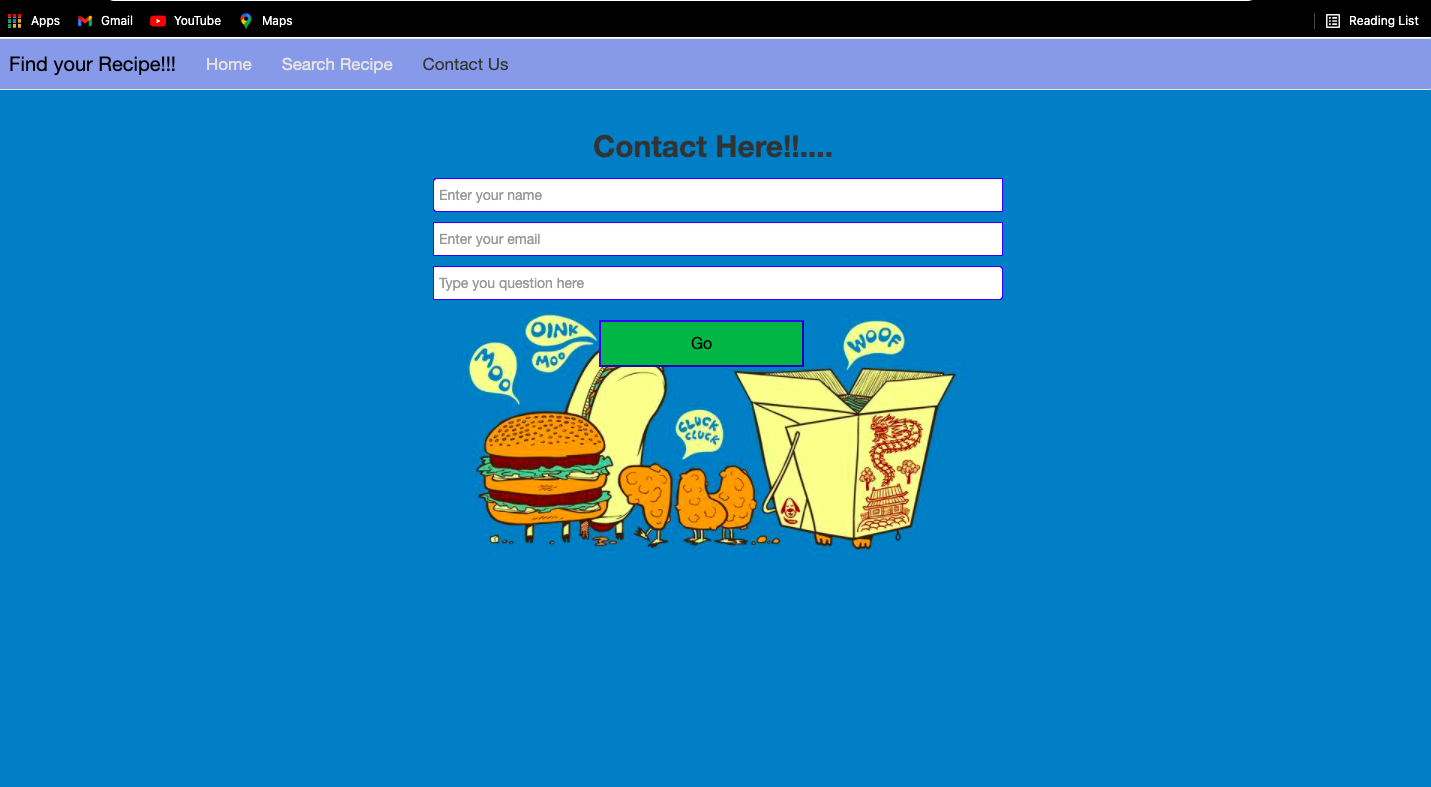 Apps Gmail YouTube Maps Reading List
Find your Recipe!!! Home Search Recipe Contact Us
Contact Here!!....
Enter your name
Enter your email
Type you question here
Go
OINK
MOO
MOO
WOOF
CLUCK
CLUCK